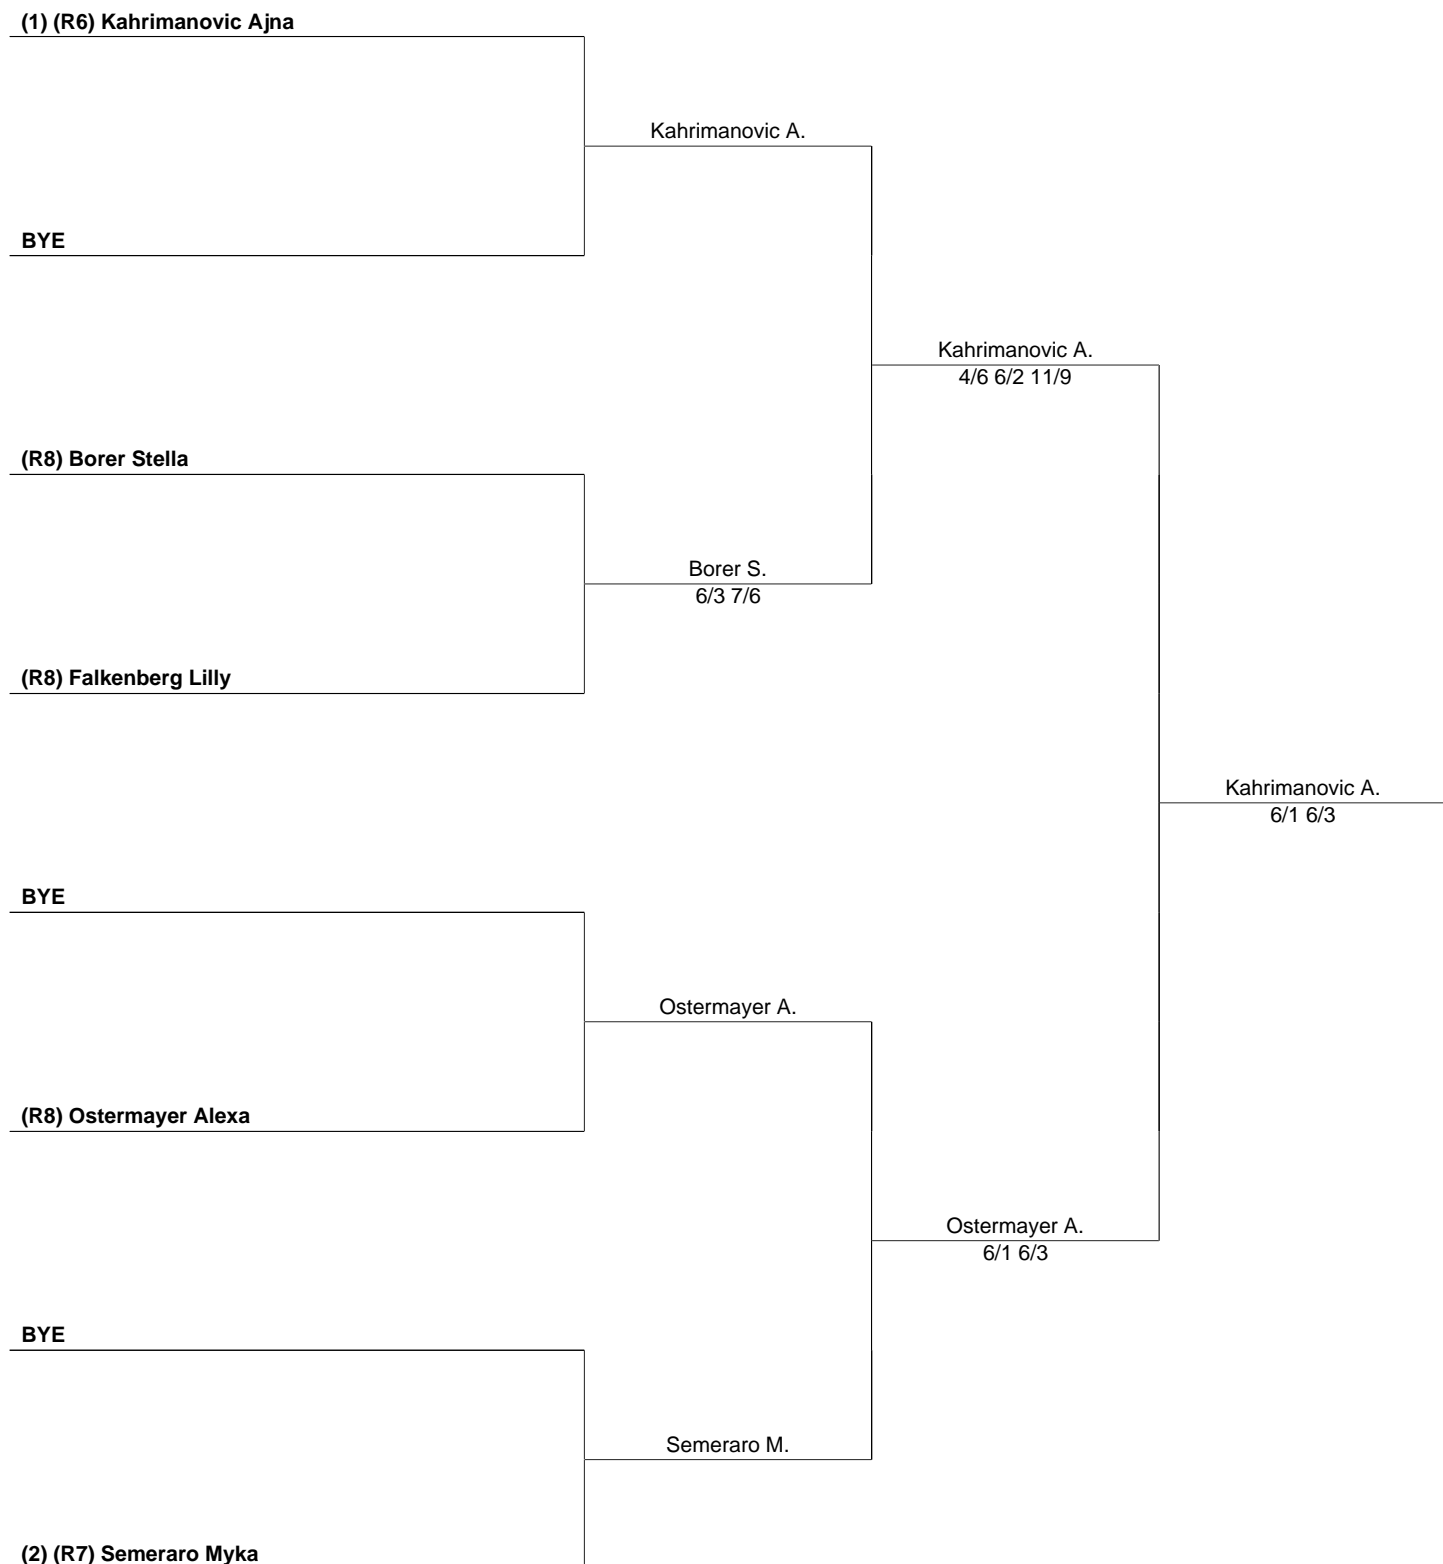 (1) (R6) Kahrimanovic Ajna
Kahrimanovic A.
BYE
Kahrimanovic A.
4/6 6/2 11/9
(R8) Borer Stella
Borer S.
6/3 7/6
(R8) Falkenberg Lilly
Kahrimanovic A.
6/1 6/3
BYE
Ostermayer A.
(R8) Ostermayer Alexa
Ostermayer A.
6/1 6/3
BYE
Semeraro M.
(2) (R7) Semeraro Myka